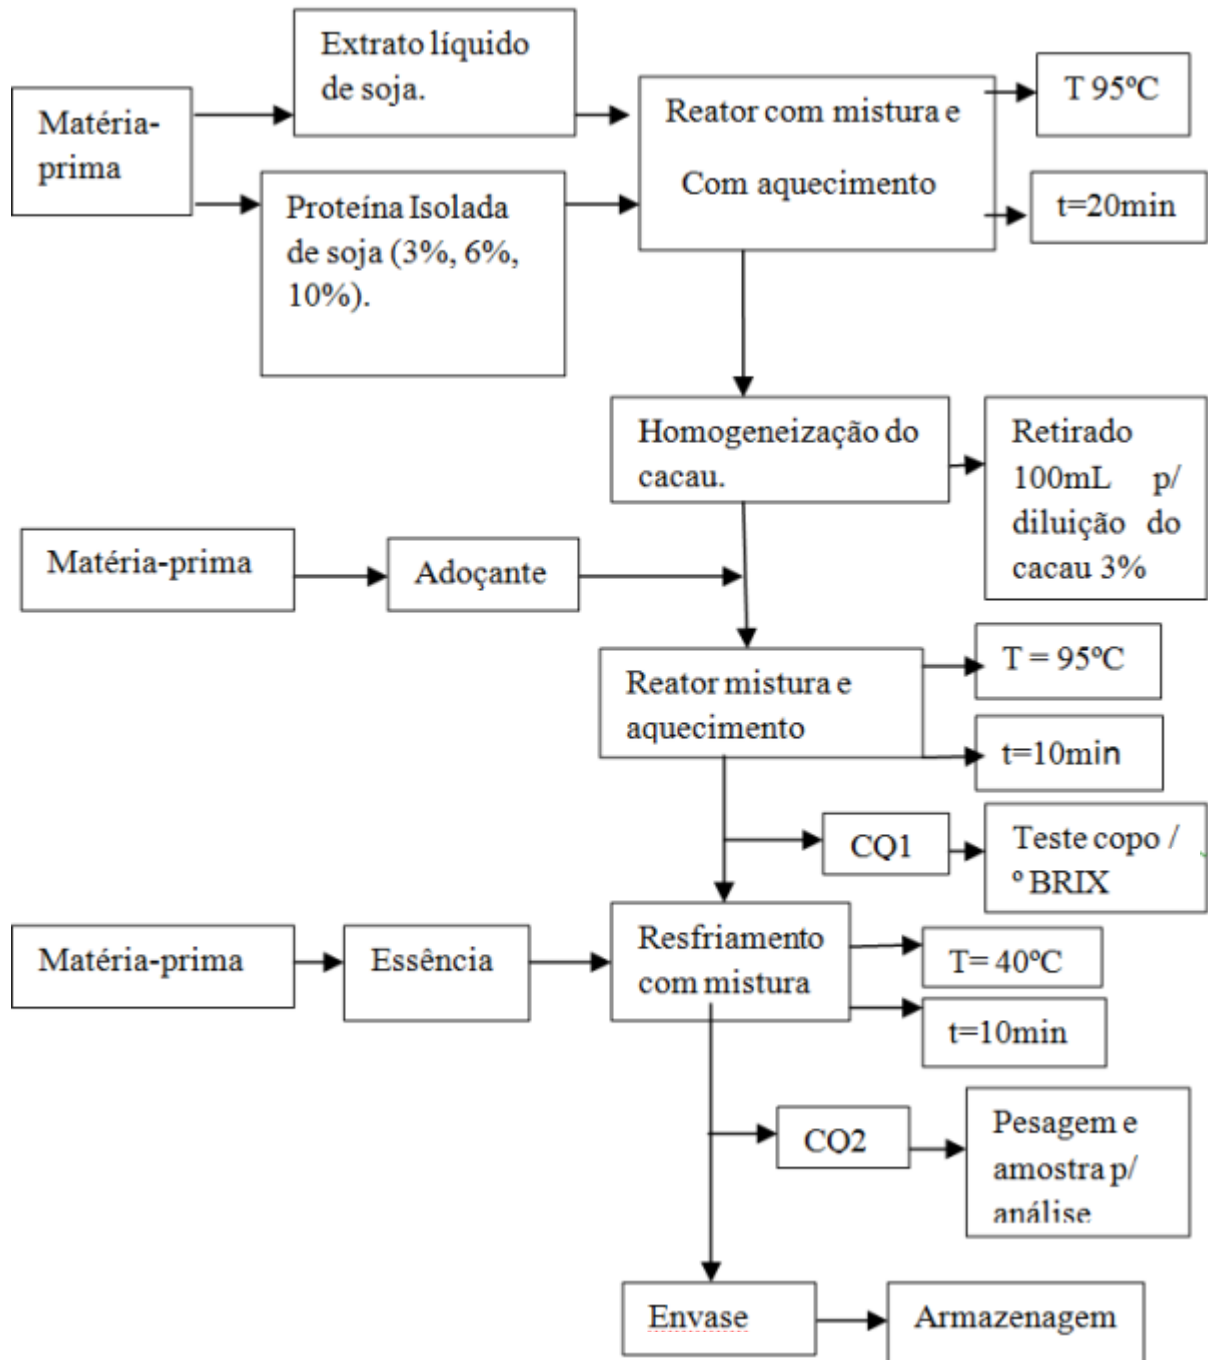 Extrato líquido
de soja.
T 95ºC
Matéria-
prima
Reator com mistura e
Com aquecimento
Proteína Isolada
de soja (3%, 6%,
10%).
t=20min
Homogeneização do
cacau.
Retirado
100mL p/
diluição do
cacau 3%
Matéria-prima
Adoçante
Reator mistura e
aquecimento
T = 95ºC
t=10min
CQ1
Teste copo /
º BRIX
Matéria-prima
Essência
Resfriamento
com mistura
T= 40ºC
t=10min
CQ2
Pesagem e
amostra p/
análise
Envase
Armazenagem